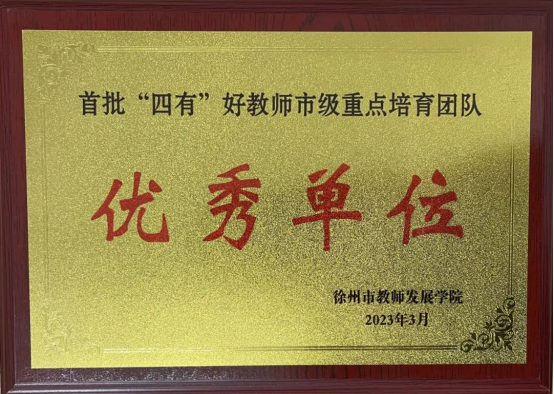 首批“四有”好教师市级重点培育团队
优秀单位
徐州市教师发展学院
2023年3月